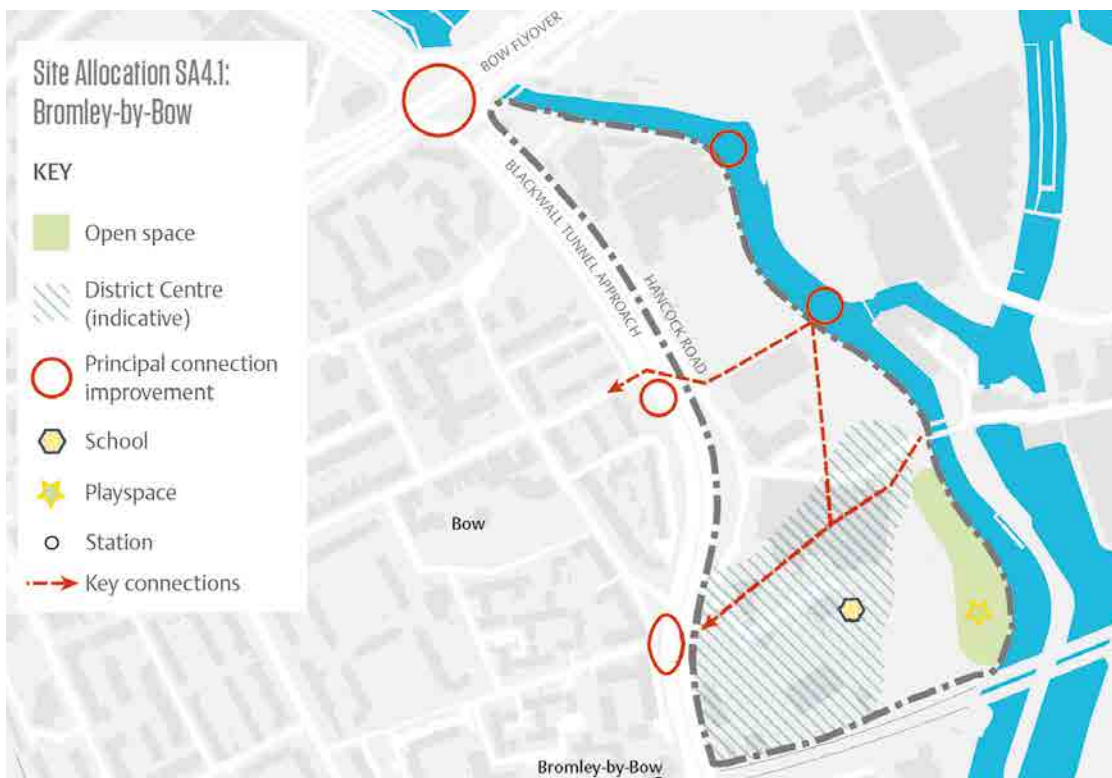 Site Allocation SA4.1:
Bromley-by-Bow
KEY
Open space
District Centre
(indicative)
Principal connection
improvement
School
Playspace
Station
Key connections
BOW FLYOVER
BLACKWALL TUNNEL APPROACH
HANCOCK ROAD
Bow
Bromley-by-Bow